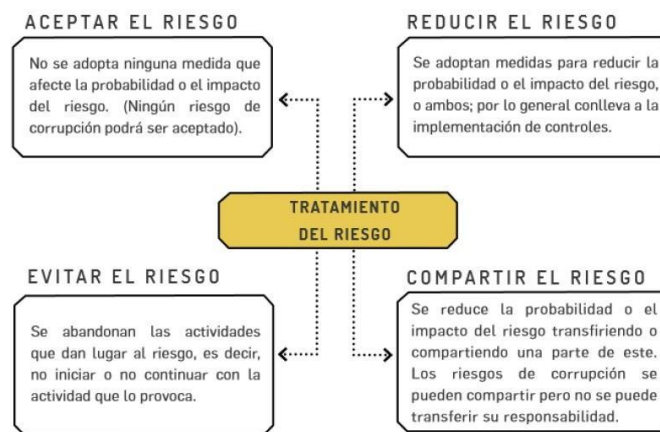 ACEPTAR EL RIESGO
No se adopta ninguna medida que
afecte la probabilidad o el impacto
del riesgo. (Ningún riesgo de
corrupción podrá ser aceptado).
REDUCIR EL RIESGO
Se adoptan medidas para reducir la
probabilidad o el impacto del riesgo,
o ambos; por lo general conlleva a la
implementación de controles.
TRATAMIENTO
DEL RIESGO
EVITAR EL RIESGO
Se abandonan las actividades
que dan lugar al riesgo, es decir,
no iniciar o no continuar con la
actividad que lo provoca.
COMPARTIR EL RIESGO
Se reduce la probabilidad o el
impacto del riesgo transfiriendo o
compartiendo una parte de este.
Los riesgos de corrupción se
pueden compartir pero no se puede
transferir su responsabilidad.